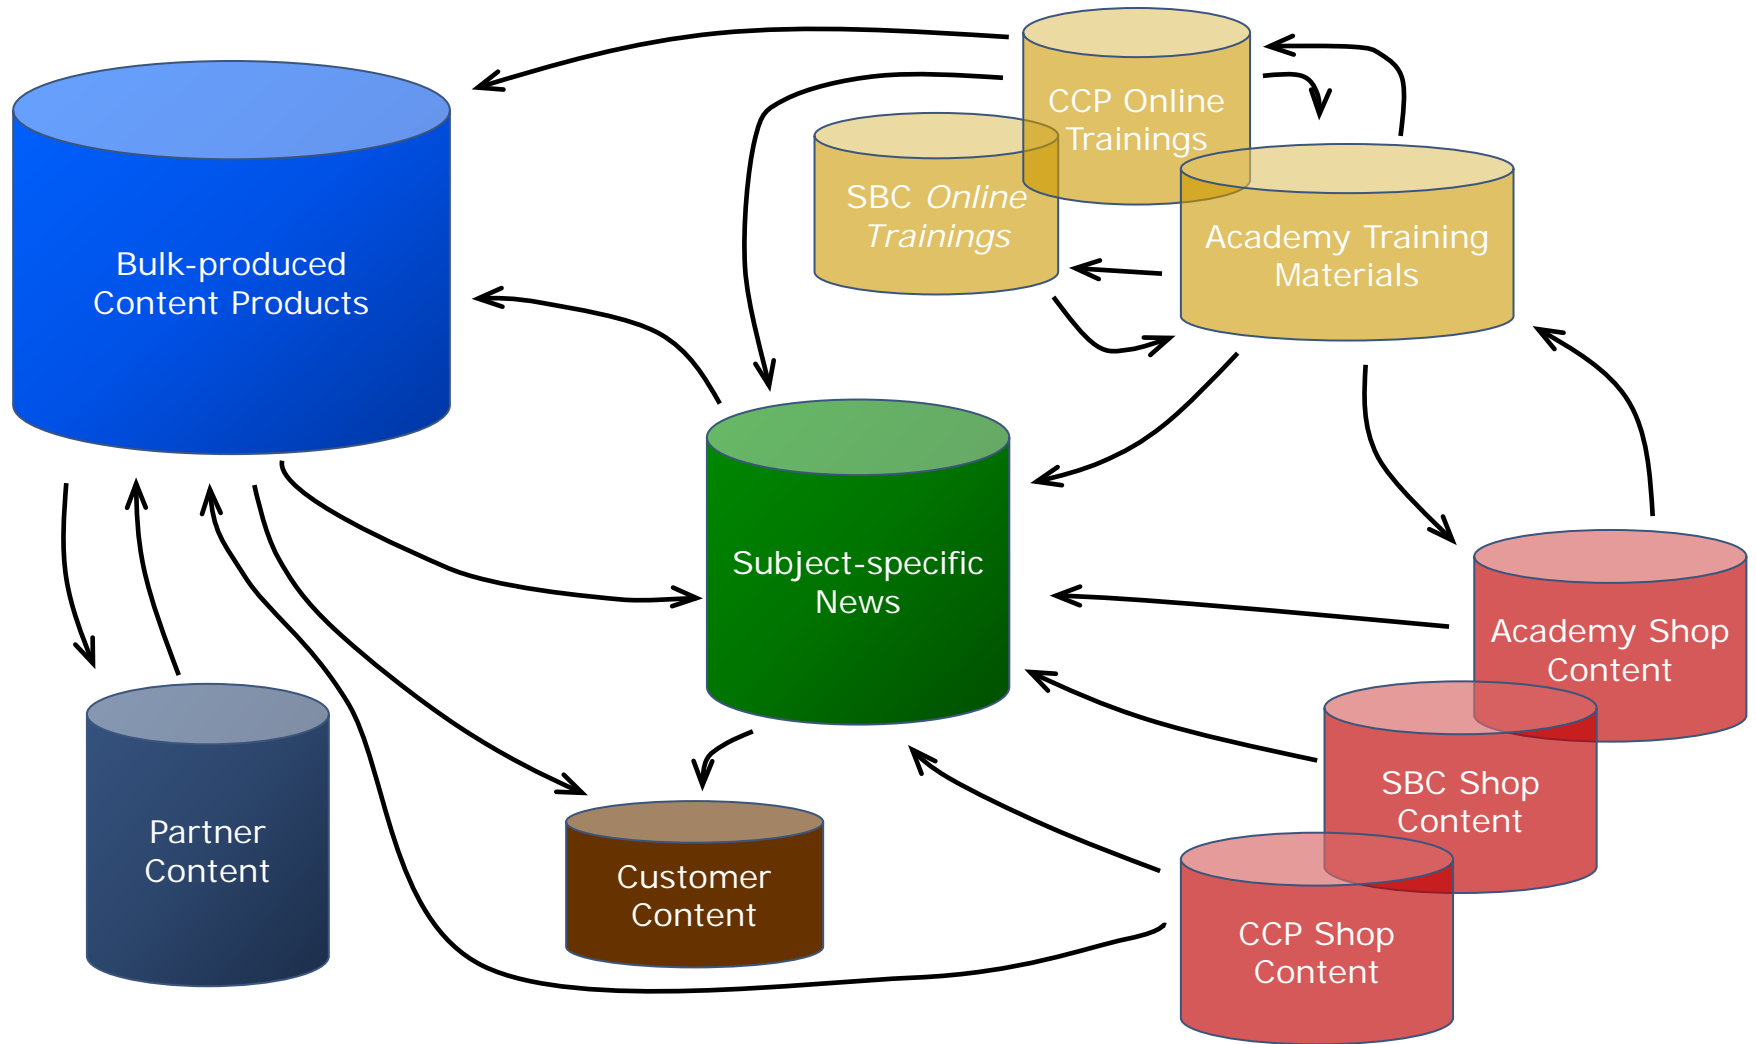 CCP Online
Trainings
SBC Online
Trainings
Academy Training
Materials
Bulk-produced
Content Products
Subject-specific
News
Academy Shop
Content
SBC Shop
Content
Partner
Content
Customer
Content
CCP Shop
Content